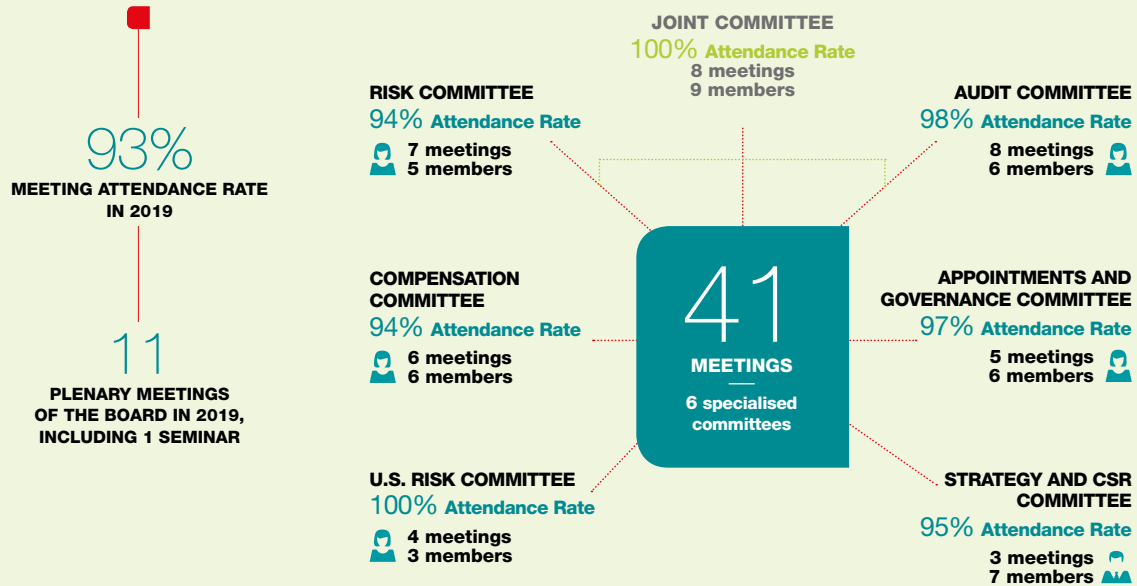 93%
MEETING ATTENDANCE RATE
IN 2019
11
PLENARY MEETINGS
OF THE BOARD IN 2019,
INCLUDING 1 SEMINAR
JOINT COMMITTEE
100% Attendance Rate
8 meetings
9 members
RISK COMMITTEE
94% Attendance Rate
7 meetings
5 members
AUDIT COMMITTEE
98% Attendance Rate
8 meetings
6 members
COMPENSATION
COMMITTEE
94% Attendance Rate
6 meetings
6 members
41
MEETINGS
6 specialised
committees
APPOINTMENTS AND
GOVERNANCE COMMITTEE
97% Attendance Rate
5 meetings
6 members
U.S. RISK COMMITTEE
100% Attendance Rate
4 meetings
3 members
STRATEGY AND CSR
COMMITTEE
95% Attendance Rate
3 meetings
7 members